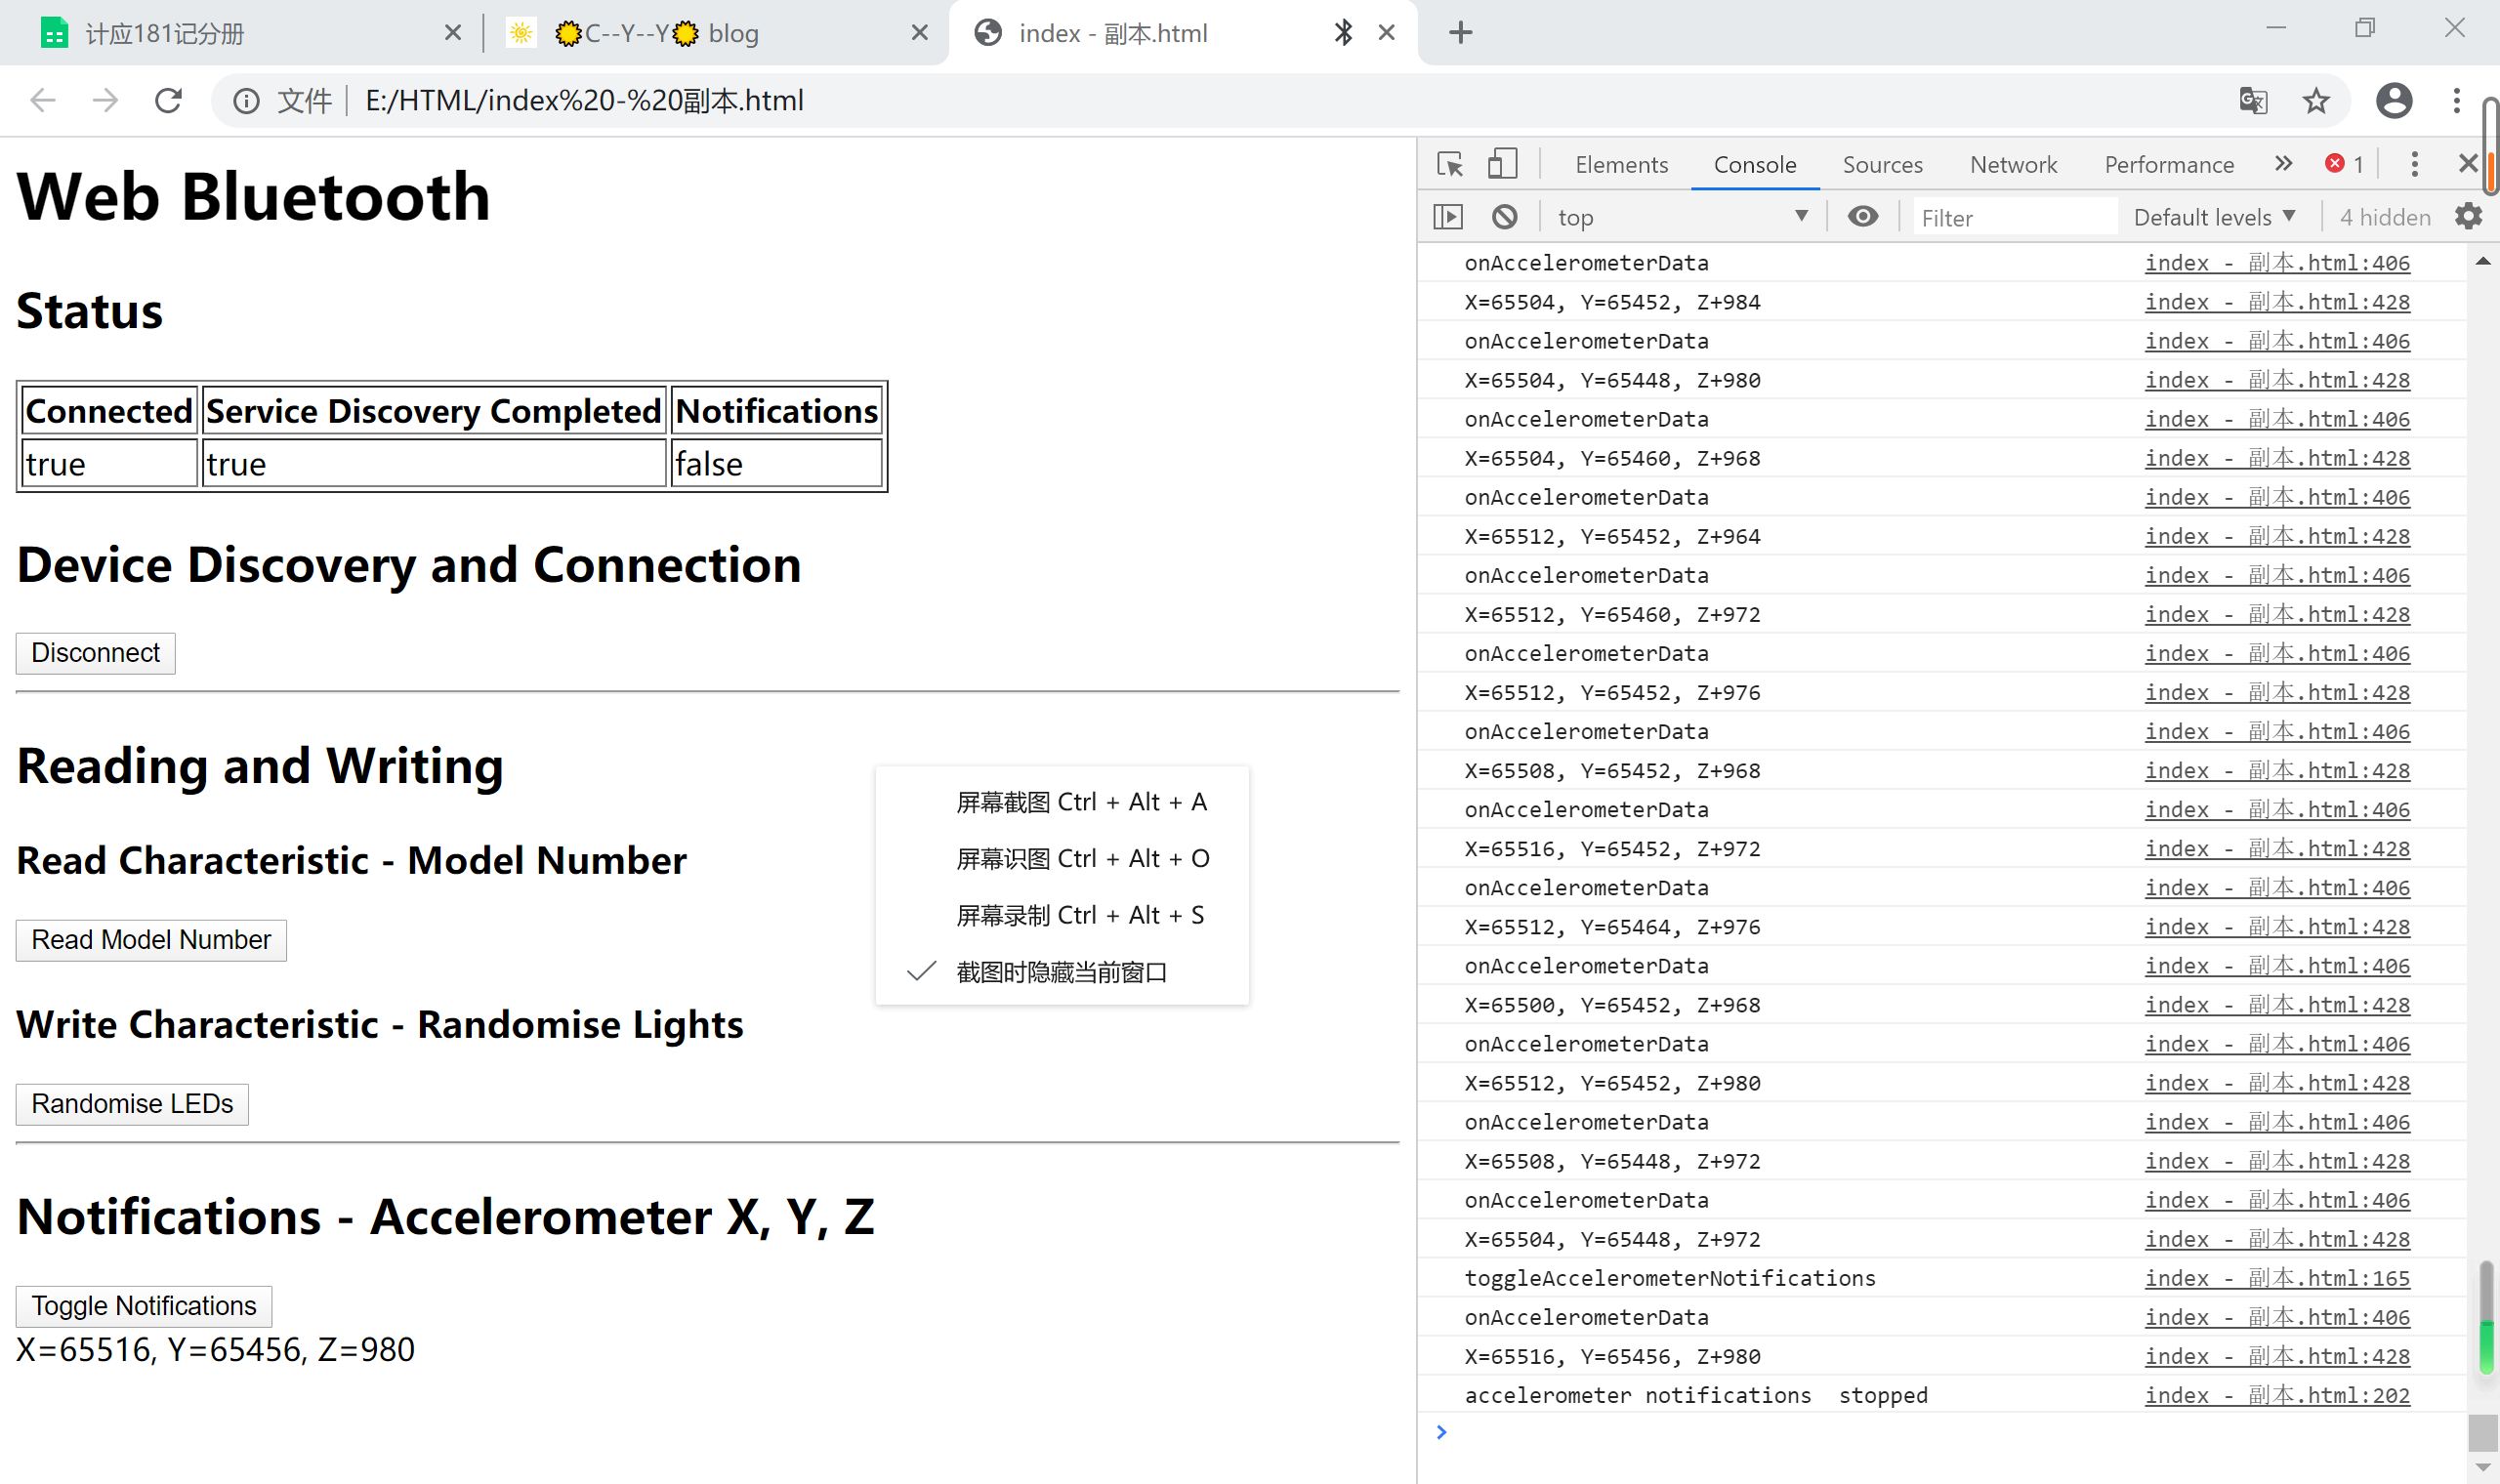 计应181记分册
C--Y--Y blog
index - 副本.html
文件
E:/HTML/index%20-%20副本.html
Web Bluetooth
Status
Connected Service Discovery Completed Notifications
true true false
Device Discovery and Connection
Disconnect
Reading and Writing
Read Characteristic - Model Number
Read Model Number
Write Characteristic - Randomise Lights
Randomise LEDs
Notifications - Accelerometer X, Y, Z
Toggle Notifications
X=65516, Y=65456, Z=980
屏幕截图 Ctrl + Alt + A
屏幕识图 Ctrl + Alt + O
屏幕录制 Ctrl + Alt + S
截图时隐藏当前窗口
Elements Console Sources Network Performance 1
top Filter Default levels 4 hidden
onAccelerometerData index - 副本.html:406
X=65504, Y=65452, Z+984 index - 副本.html:428
onAccelerometerData index - 副本.html:406
X=65504, Y=65448, Z+980 index - 副本.html:428
onAccelerometerData index - 副本.html:406
X=65504, Y=65460, Z+968 index - 副本.html:428
onAccelerometerData index - 副本.html:406
X=65512, Y=65452, Z+964 index - 副本.html:428
onAccelerometerData index - 副本.html:406
X=65512, Y=65460, Z+972 index - 副本.html:428
onAccelerometerData index - 副本.html:406
X=65512, Y=65452, Z+976 index - 副本.html:428
onAccelerometerData index - 副本.html:406
X=65508, Y=65452, Z+968 index - 副本.html:428
onAccelerometerData index - 副本.html:406
X=65516, Y=65452, Z+972 index - 副本.html:428
onAccelerometerData index - 副本.html:406
X=65512, Y=65464, Z+976 index - 副本.html:428
onAccelerometerData index - 副本.html:406
X=65500, Y=65452, Z+968 index - 副本.html:428
onAccelerometerData index - 副本.html:406
X=65512, Y=65452, Z+980 index - 副本.html:428
onAccelerometerData index - 副本.html:406
X=65508, Y=65448, Z+972 index - 副本.html:428
onAccelerometerData index - 副本.html:406
X=65504, Y=65448, Z+972 index - 副本.html:428
toggleAccelerometerNotifications index - 副本.html:165
onAccelerometerData index - 副本.html:406
X=65516, Y=65456, Z+980 index - 副本.html:428
accelerometer notifications  stopped index - 副本.html:202